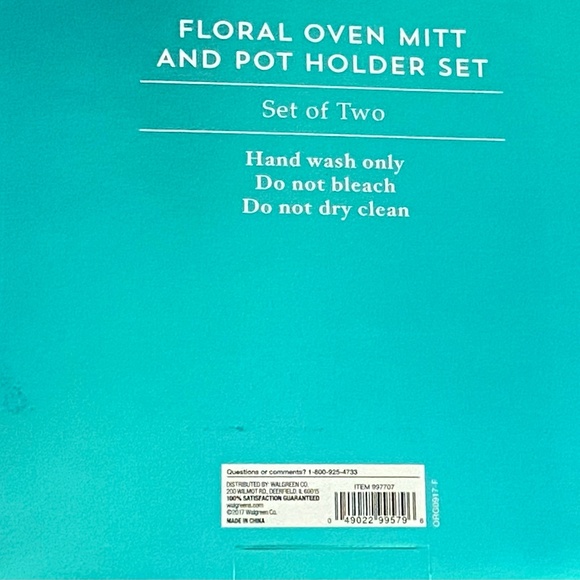 FLORAL OVEN MITT
AND POT HOLDER SET
Set of Two
Hand wash only
Do not bleach
Do not dry clean
Questions or comments? 1-800-925-4733
DISTRIBUTED BY: WALGREEN CO.
200 WILMOT RD., DEERFIELD, IL 60015
100% SATISFACTION GUARANTEED
walgreens.com
©2017 Walgreen Co.
MADE IN CHINA
ITEM 997707
0 49022 99579 8
ORG0917-F